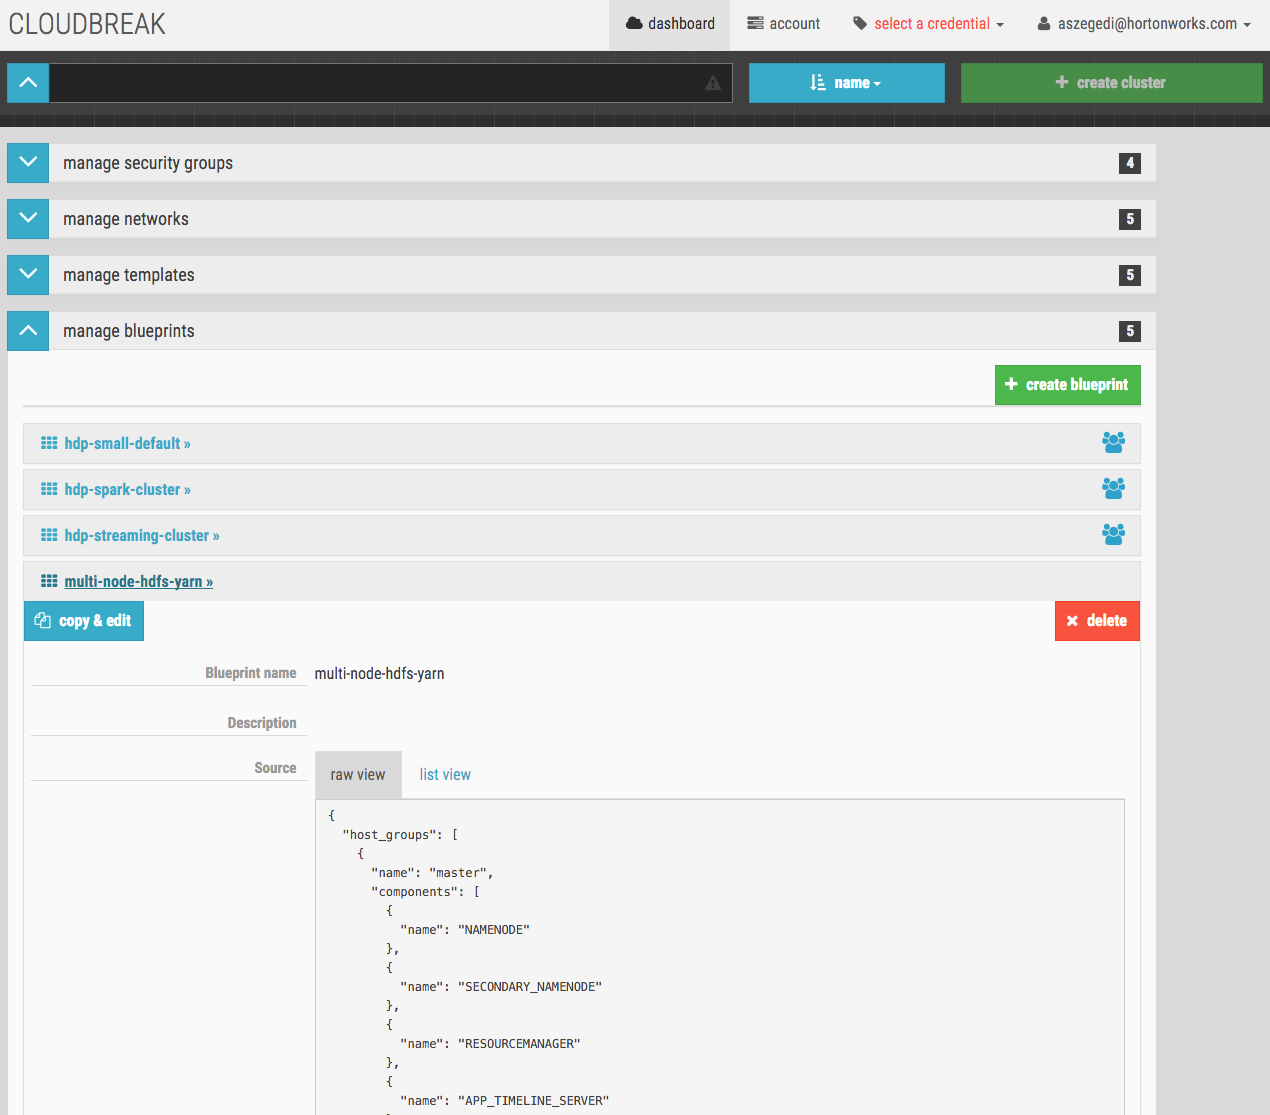 CLOUDBREAK
dashboard
account
select a credential
aszegedi@hortonworks.com
name
create cluster
manage security groups
4
manage networks
5
manage templates
5
manage blueprints
5
create blueprint
hdp-small-default »
hdp-spark-cluster »
hdp-streaming-cluster »
multi-node-hdfs-yarn »
copy & edit
delete
Blueprint name
multi-node-hdfs-yarn
Description
Source
raw view
list view
{
"host_groups": [
{
"name": "master",
"components": [
{
"name": "NAMENODE"
},
{
"name": "SECONDARY_NAMENODE"
},
{
"name": "RESOURCEMANAGER"
},
{
"name": "APP_TIMELINE_SERVER"